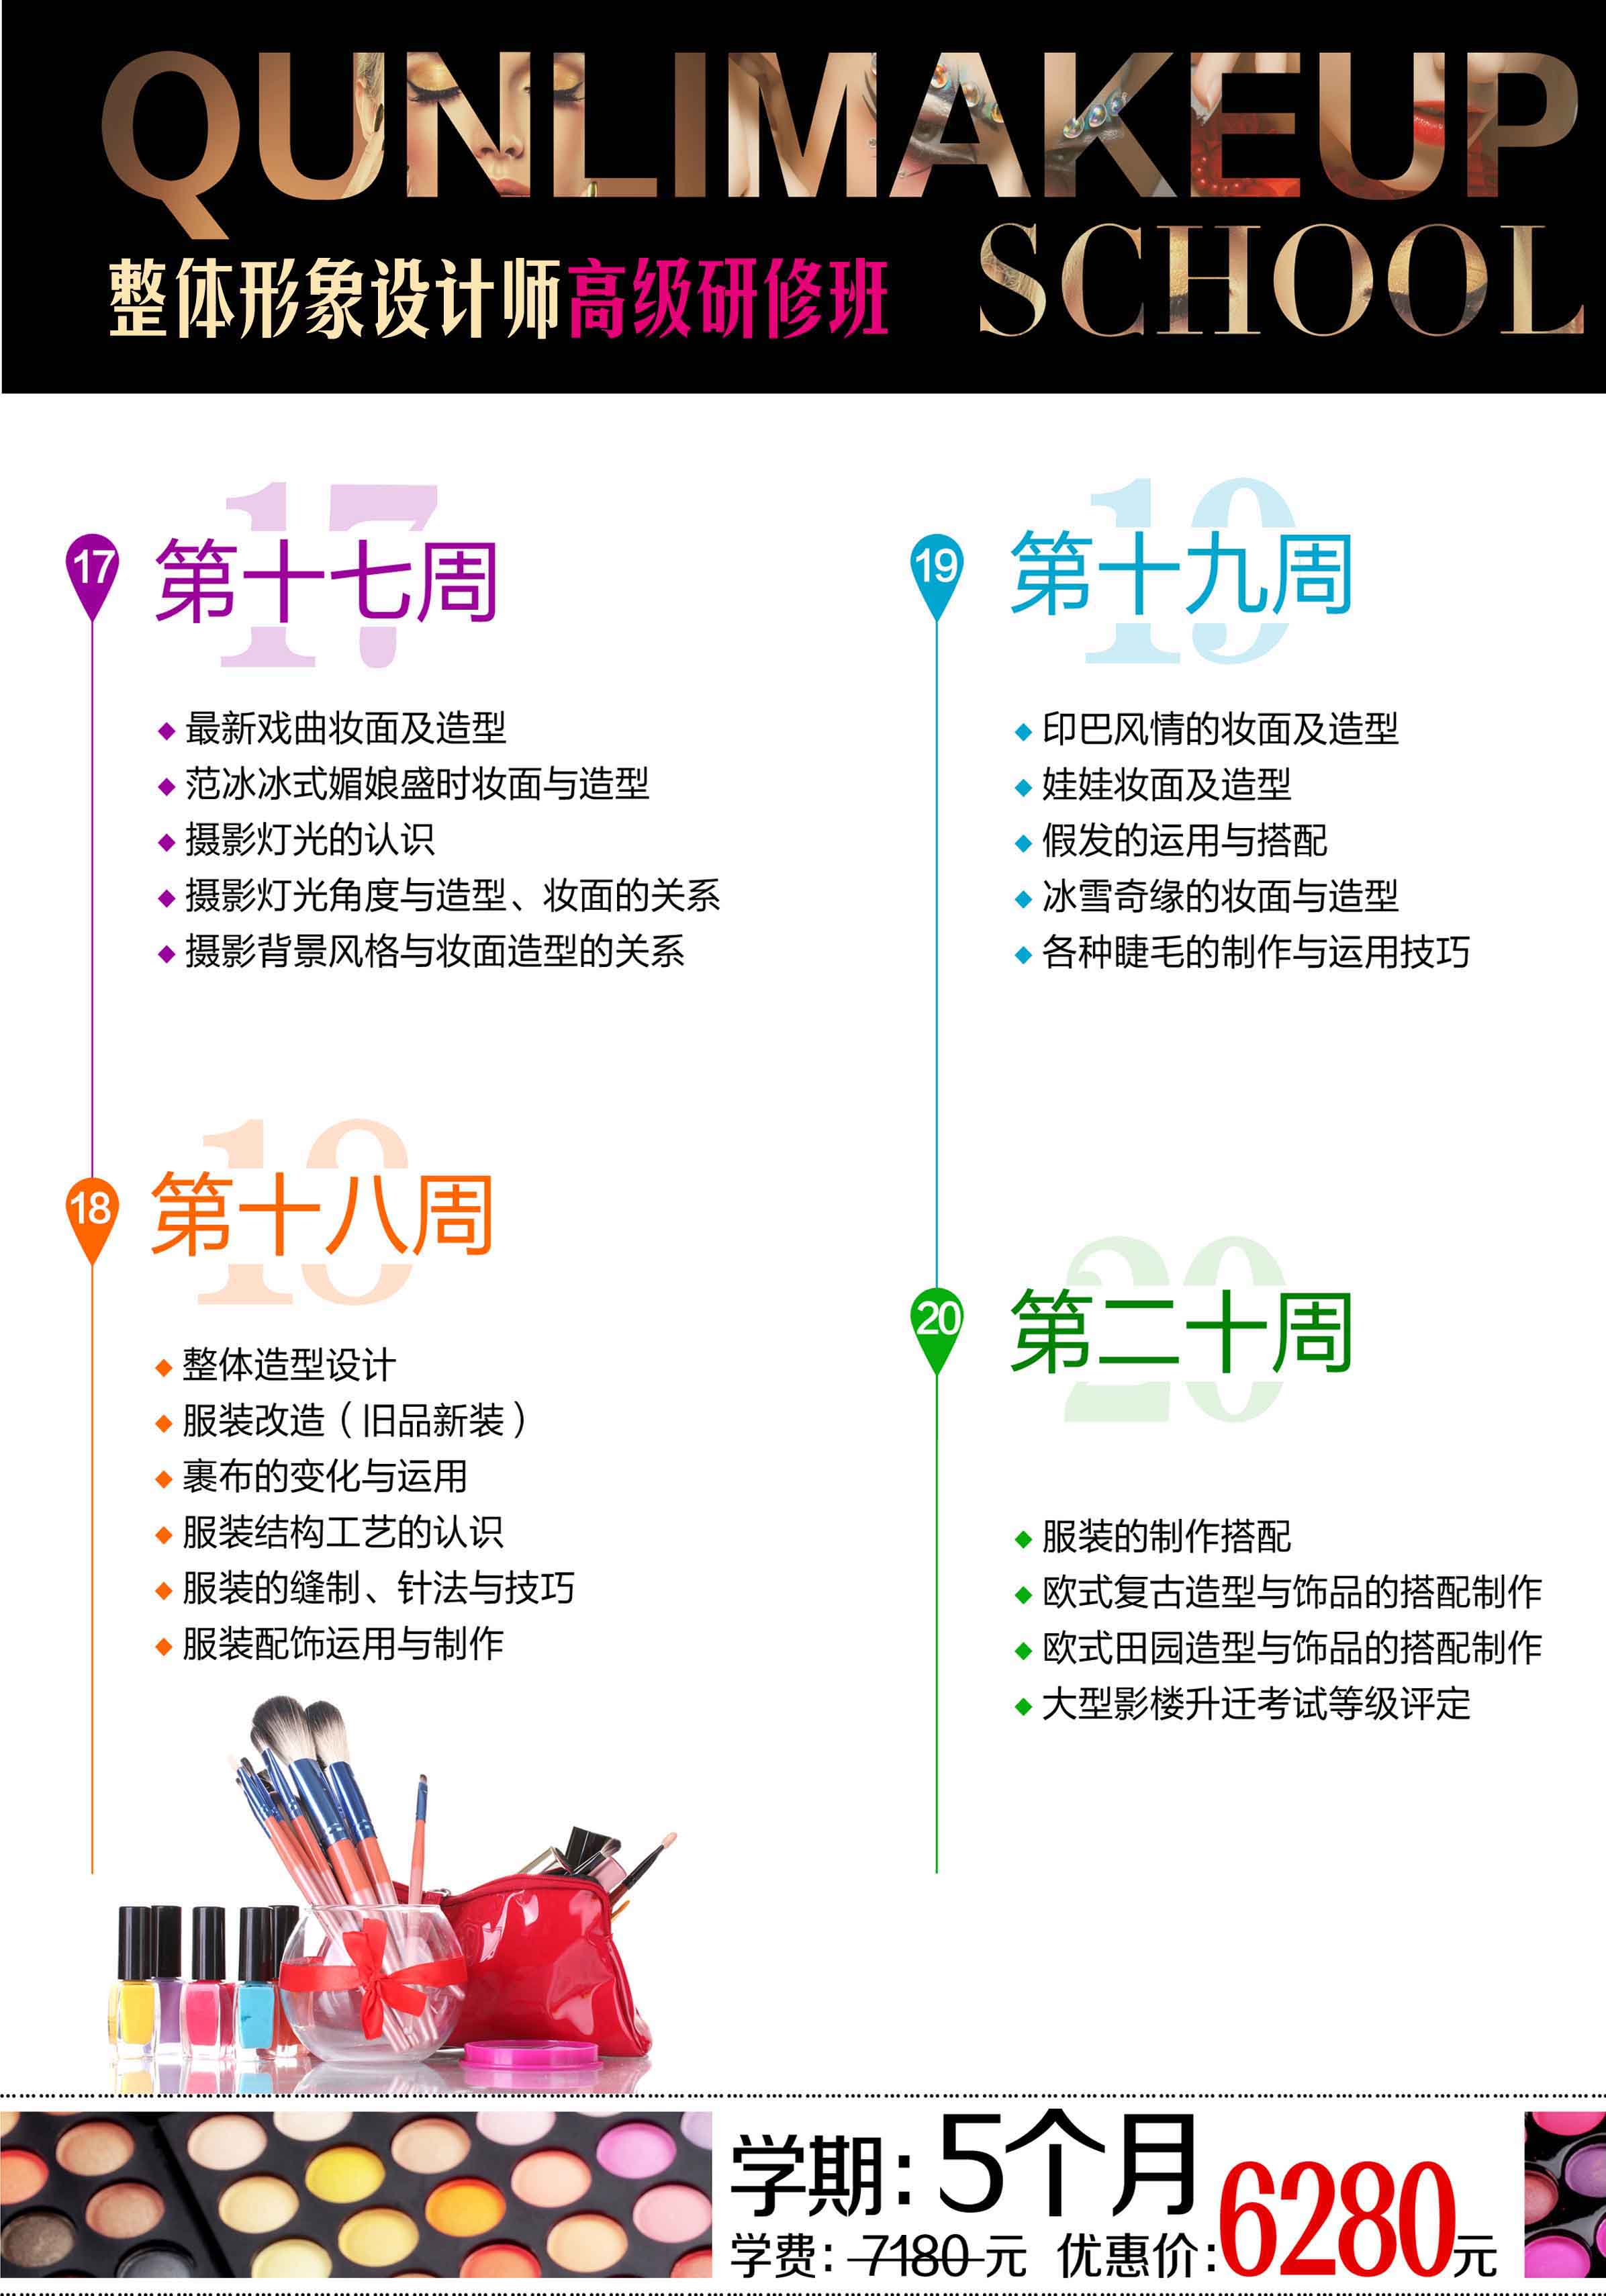 QUNLIMAKEUP
SCHOOL
整体形象设计师高级研修班
17
17
第十七周
◆ 最新戏曲妆面及造型
◆ 范冰冰式媚娘盛时妆面与造型
◆ 摄影灯光的认识
◆ 摄影灯光角度与造型、妆面的关系
◆ 摄影背景风格与妆面造型的关系
18
18
第十八周
◆ 整体造型设计
◆ 服装改造（旧品新装）
◆ 裹布的变化与运用
◆ 服装结构工艺的认识
◆ 服装的缝制、针法与技巧
◆ 服装配饰运用与制作
19
19
第十九周
◆ 印巴风情的妆面及造型
◆ 娃娃妆面及造型
◆ 假发的运用与搭配
◆ 冰雪奇缘的妆面与造型
◆ 各种睫毛的制作与运用技巧
20
20
第二十周
◆ 服装的制作搭配
◆ 欧式复古造型与饰品的搭配制作
◆ 欧式田园造型与饰品的搭配制作
◆ 大型影楼升迁考试等级评定
学期：5个月
学费：7180元 优惠价：6280元